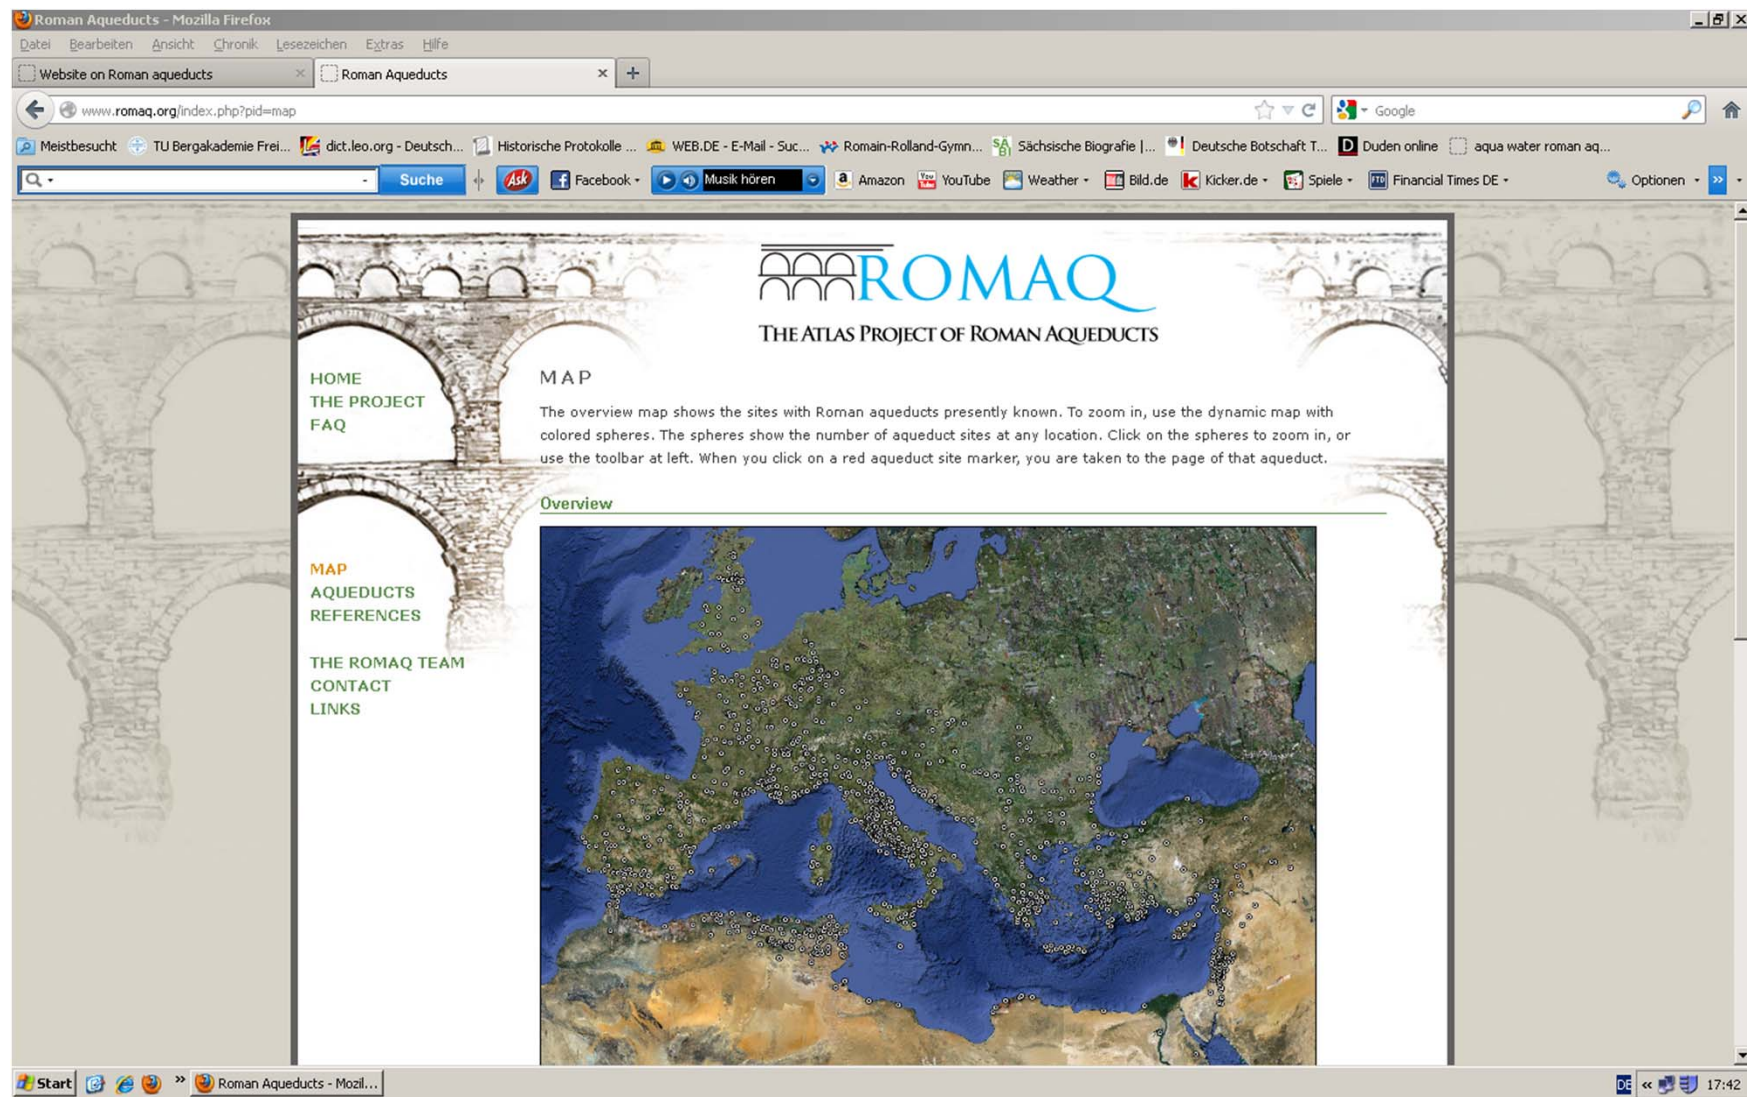 Roman Aqueducts - Mozilla Firefox
Datei Bearbeiten Ansicht Chronik Lesezeichen Extras Hilfe
Website on Roman aqueducts Roman Aqueducts
www.romaq.org/index.php?pid=map Google
Meistbesucht TU Bergakademie Frei... dict.leo.org - Deutsch... Historische Protokolle ... WEB.DE - E-Mail - Suc... Romain-Rolland-Gymn... Sächsische Biografie |... Deutsche Botschaft T... Duden online aqua water roman aq...
Suche Ask Facebook Musik hören Amazon YouTube Weather Bild.de Kicker.de Spiele Financial Times DE Optionen
ROMAQ
THE ATLAS PROJECT OF ROMAN AQUEDUCTS
HOME
THE PROJECT
FAQ
MAP
AQUEDUCTS
REFERENCES
THE ROMAQ TEAM
CONTACT
LINKS
MAP
The overview map shows the sites with Roman aqueducts presently known. To zoom in, use the dynamic map with
colored spheres. The spheres show the number of aqueduct sites at any location. Click on the spheres to zoom in, or
use the toolbar at left. When you click on a red aqueduct site marker, you are taken to the page of that aqueduct.
Overview
Start Roman Aqueducts - Mozil... DE 17:42